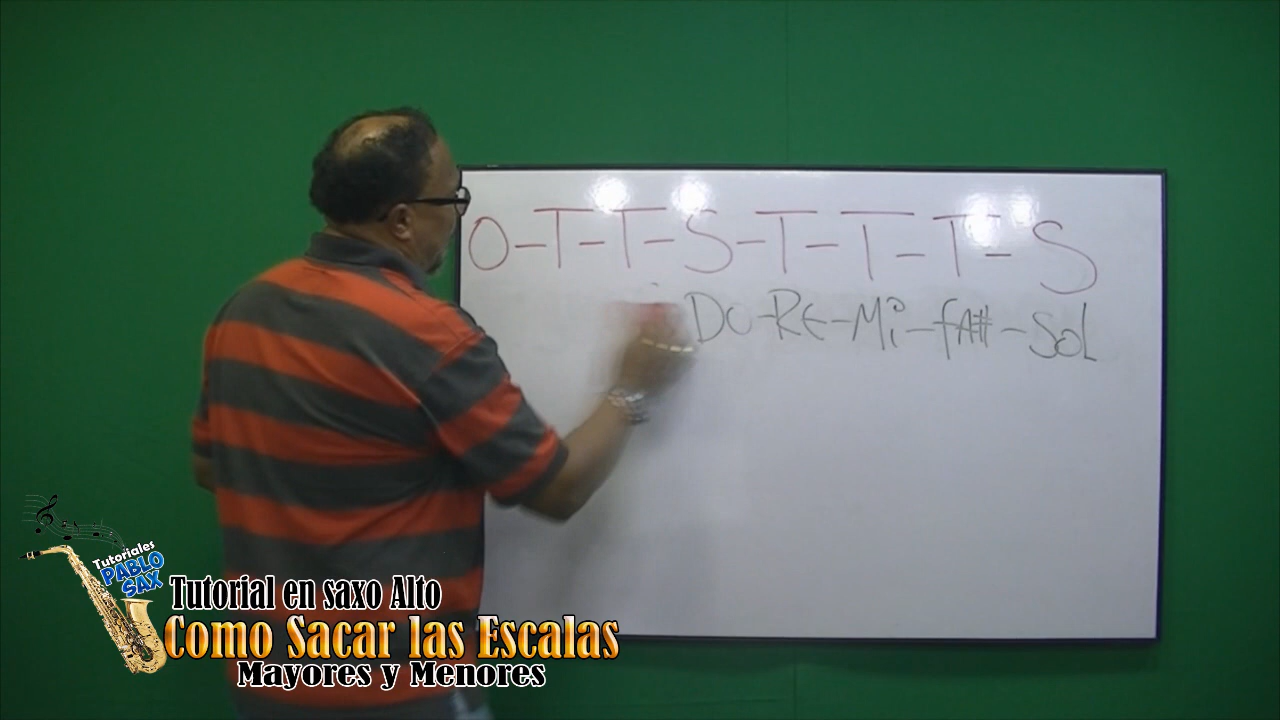 O-T-T-S-T-T-T-S
Do-Re-Mi-fA#-Sol
Tutoriales
PABLO
SAX
Tutorial en saxo Alto
Como Sacar las Escalas
Mayores y Menores